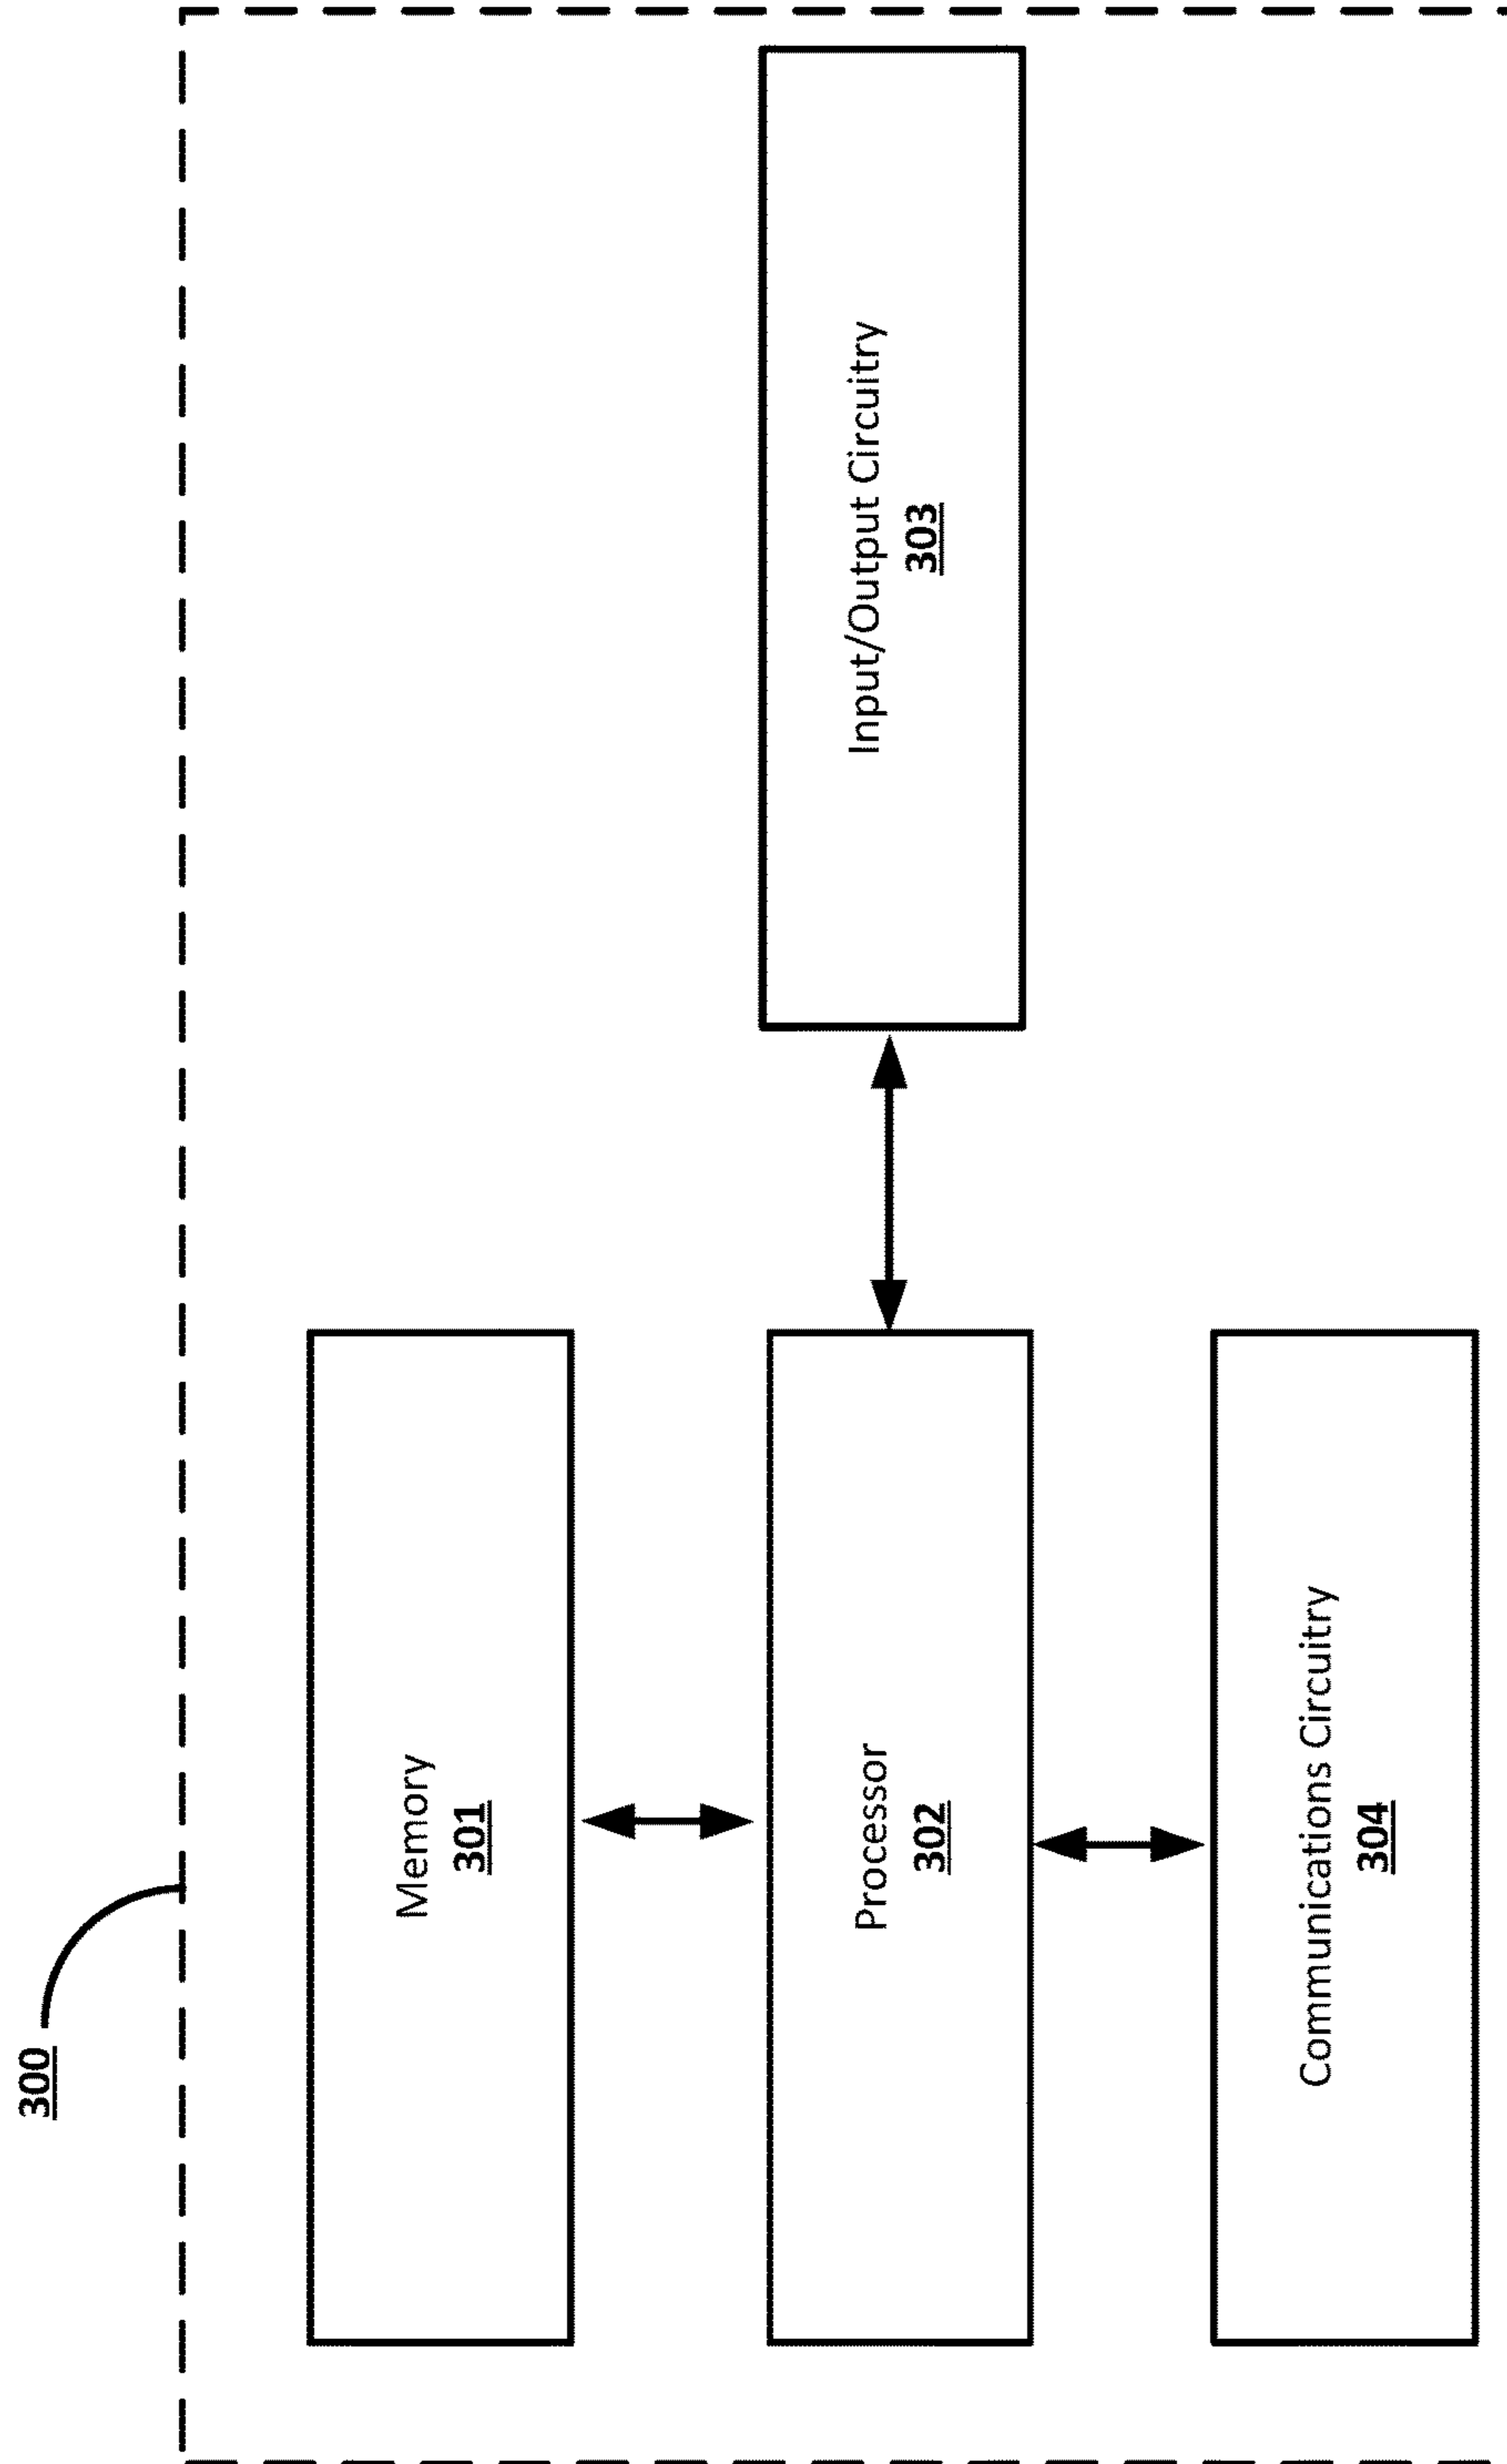 300
Memory
301
Processor
302
Input/Output Circuitry
303
Communications Circuitry
304